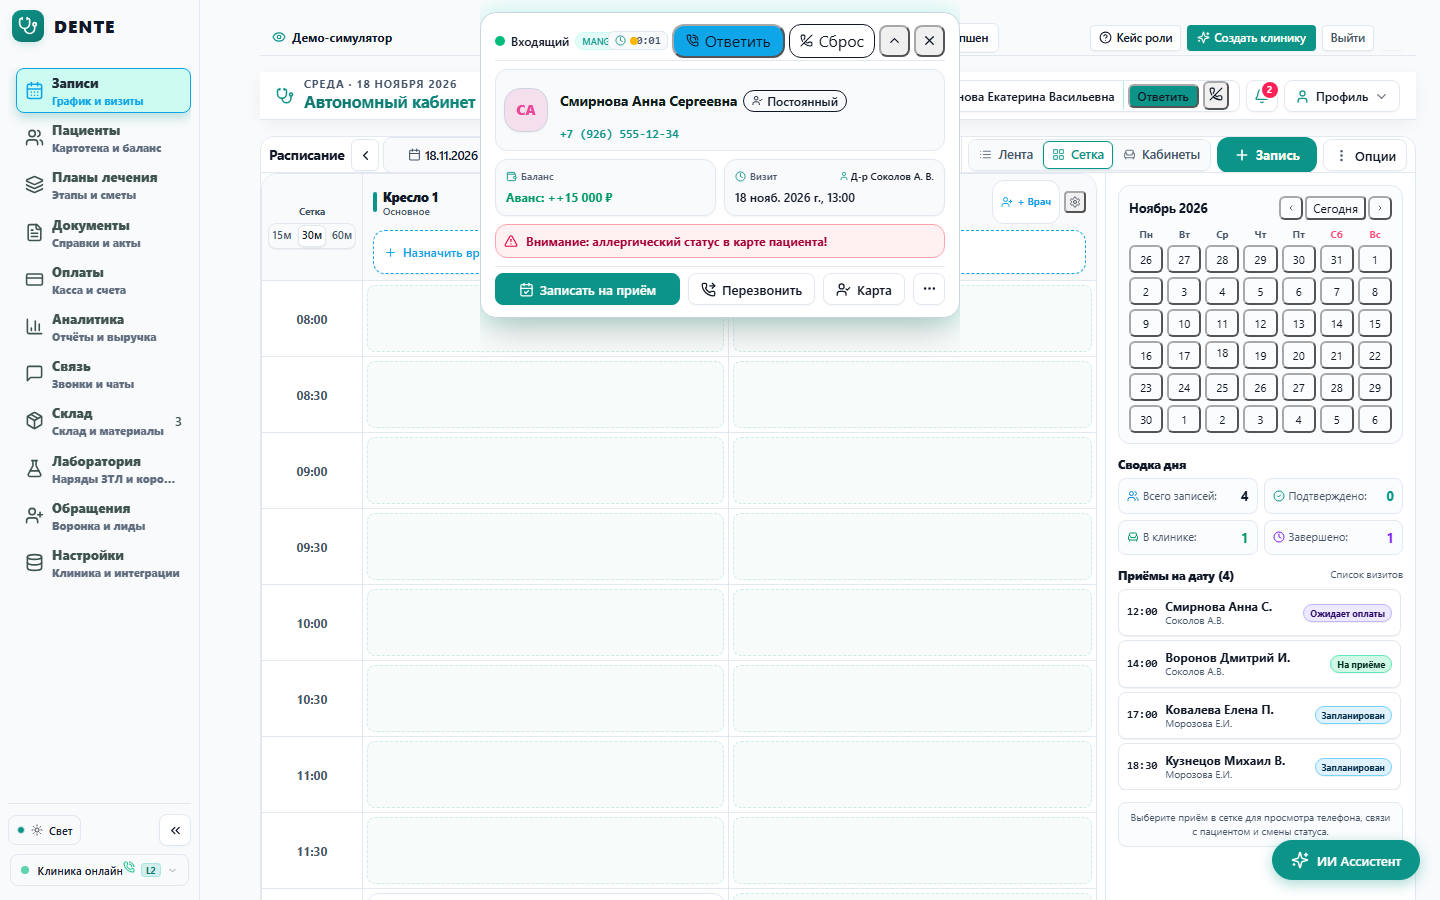 DENTE
Записи
График и визиты
Пациенты
Картотека и баланс
Планы лечения
Этапы и сметы
Документы
Справки и акты
Оплаты
Касса и счета
Аналитика
Отчёты и выручка
Связь
Звонки и чаты
Склад
Склад и материалы
3
Лаборатория
Наряды ЗТЛ и коро...
Обращения
Воронка и лиды
Настройки
Клиника и интеграции
Свет
Клиника онлайн
L2
Демо-симулятор
Кейс роли
Создать клинику
Выйти
СРЕДА · 18 НОЯБРЯ 2026
Автономный кабинет
нова Екатерина Васильевна
Ответить
2
Профиль
Входящий
MANG
0:01
Ответить
Сброс
СА
Смирнова Анна Сергеевна
Постоянный
+7 (926) 555-12-34
Баланс
Аванс: ++15 000 ₽
Визит
Д-р Соколов А. В.
18 нояб. 2026 г., 13:00
Внимание: аллергический статус в карте пациента!
Записать на приём
Перезвонить
Карта
Расписание
18.11.2026
Лента
Сетка
Кабинеты
Запись
Опции
Сетка
15м 30м 60м
Кресло 1
Основное
Назначить вр
+ Врач
08:00
08:30
09:00
09:30
10:00
10:30
11:00
11:30
Ноябрь 2026
Сегодня
Пн Вт Ср Чт Пт Сб Вс
26 27 28 29 30 31 1
2 3 4 5 6 7 8
9 10 11 12 13 14 15
16 17 18 19 20 21 22
23 24 25 26 27 28 29
30 1 2 3 4 5 6
Сводка дня
Всего записей: 4
Подтверждено: 0
В клинике: 1
Завершено: 1
Приёмы на дату (4)
Список визитов
12:00 Смирнова Анна С.
Соколов А.В.
Ожидает оплаты
14:00 Воронов Дмитрий И.
Соколов А.В.
На приёме
17:00 Ковалева Елена П.
Морозова Е.И.
Запланирован
18:30 Кузнецов Михаил В.
Морозова Е.И.
Запланирован
Выберите приём в сетке для просмотра телефона, связи
с пациентом и смены статуса.
ИИ Ассистент